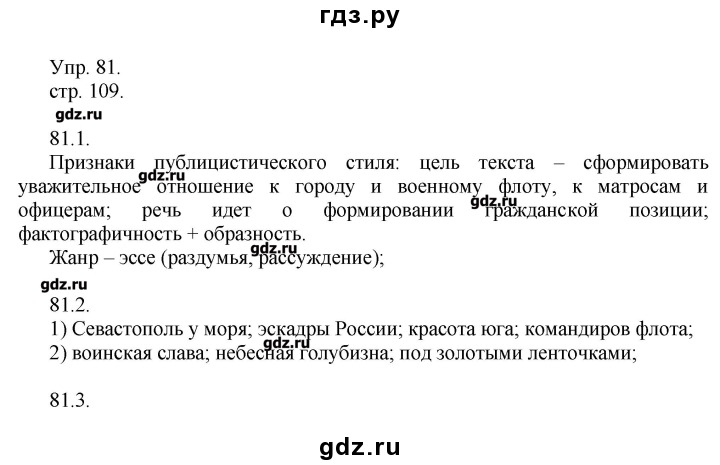 гдз.ру
Упр. 81.
стр. 109.
gdz.ru
81.1.
Признаки публицистического стиля: цель текста – сформировать
gdz.ru
уважительное отношение к городу и военному флоту, к матросам и
gdz.ru
офицерам; речь идет о формировании гражданской позиции;
фактографичность + образность.
gdz.ru
Жанр – эссе (раздумья, рассуждение);
gdz.ru
81.2.
1) Севастополь у моря; эскадры России; красота юга; командиров флота;
gdz.ru
2) воинская слава; небесная голубизна; под золотыми ленточками;
81.3.
gdz.ru